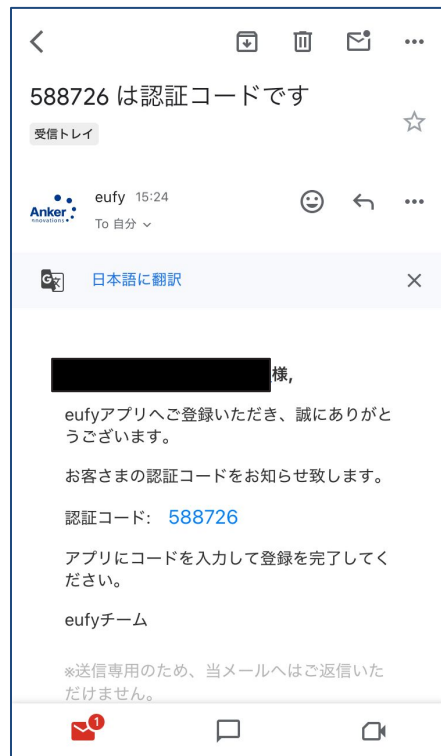 588726 は認証コードです
受信トレイ
Anker
Innovations
eufy 15:24
To 自分
日本語に翻訳
様,
eufyアプリへご登録いただき、誠にありがと
うございます。
お客さまの認証コードをお知らせ致します。
認証コード: 588726
アプリにコードを入力して登録を完了してく
ださい。
eufyチーム
※送信専用のため、当メールへはご返信いた
だけません。
1